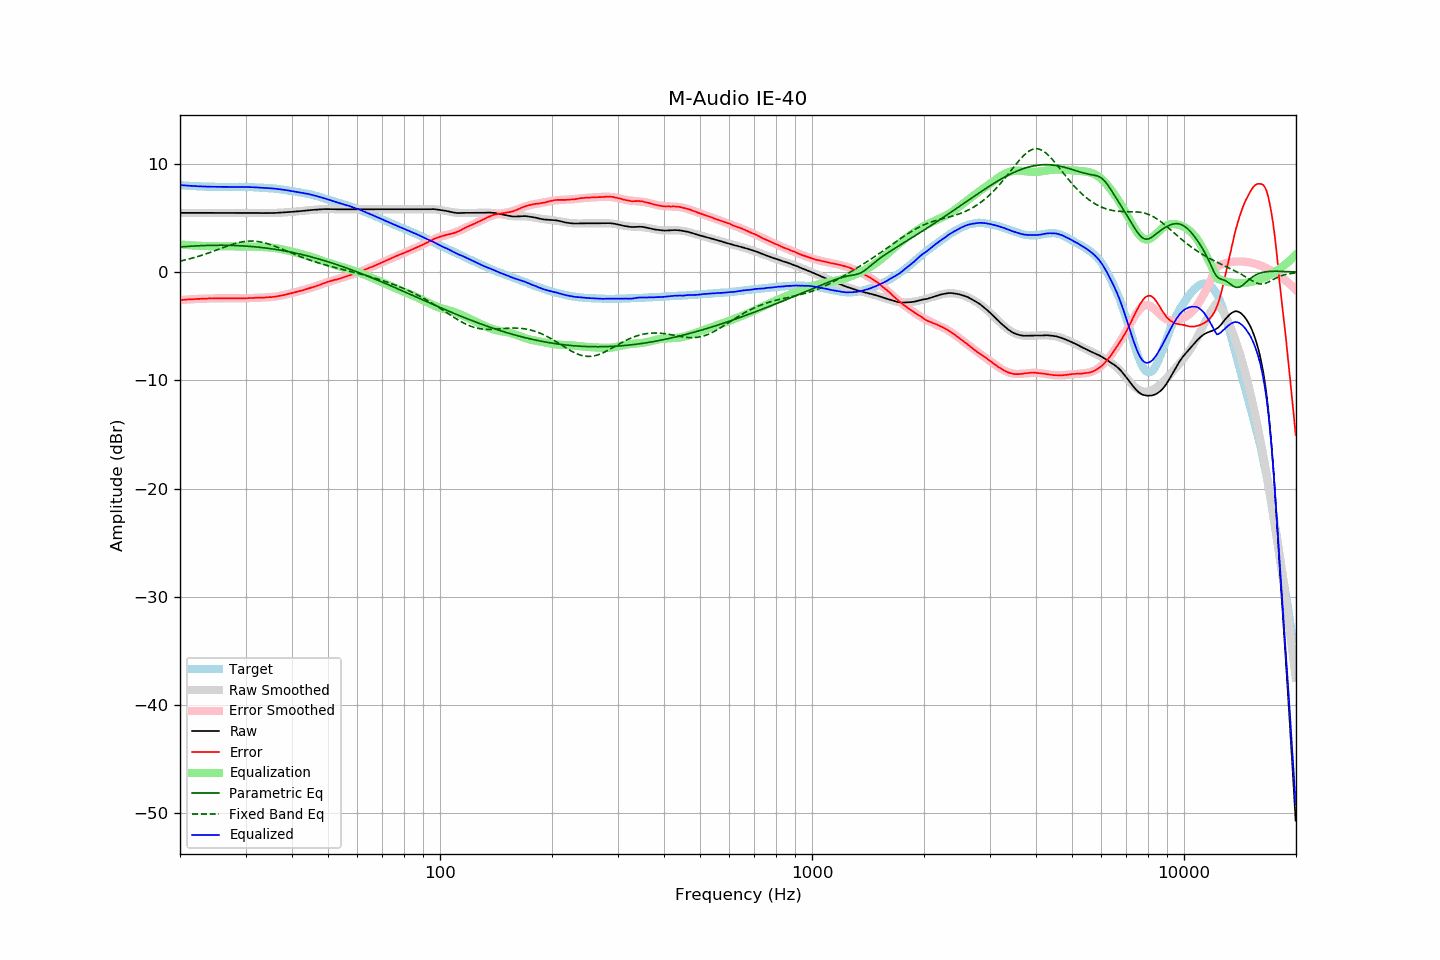 M-Audio IE-40
10
0
−10
−20
−30
−40
−50
Amplitude (dBr)
Target
Raw Smoothed
Error Smoothed
Raw
Error
Equalization
Parametric Eq
Fixed Band Eq
Equalized
100
1000
10000
Frequency (Hz)